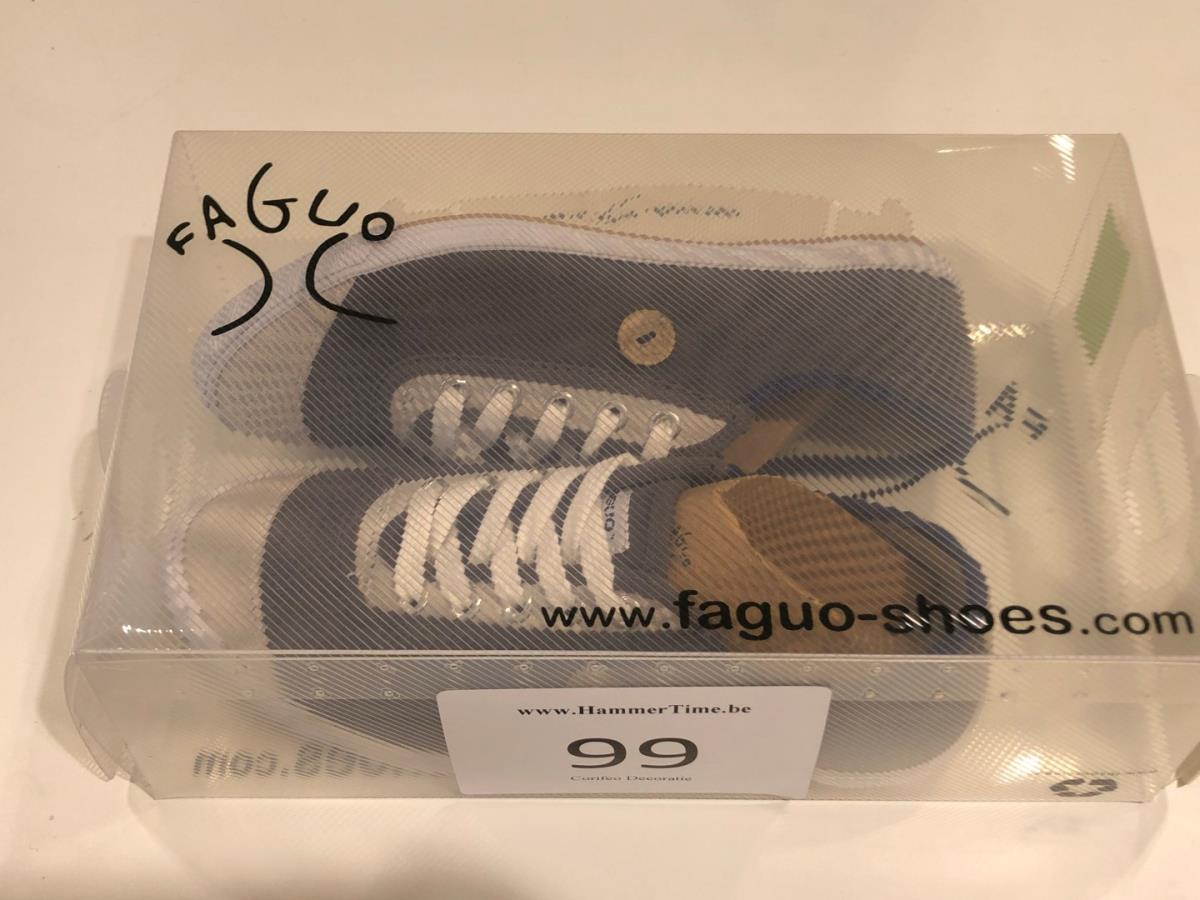 FAGUO
www.faguo-shoes.com
www.HammerTime.be
99
Corifeo Decoratie